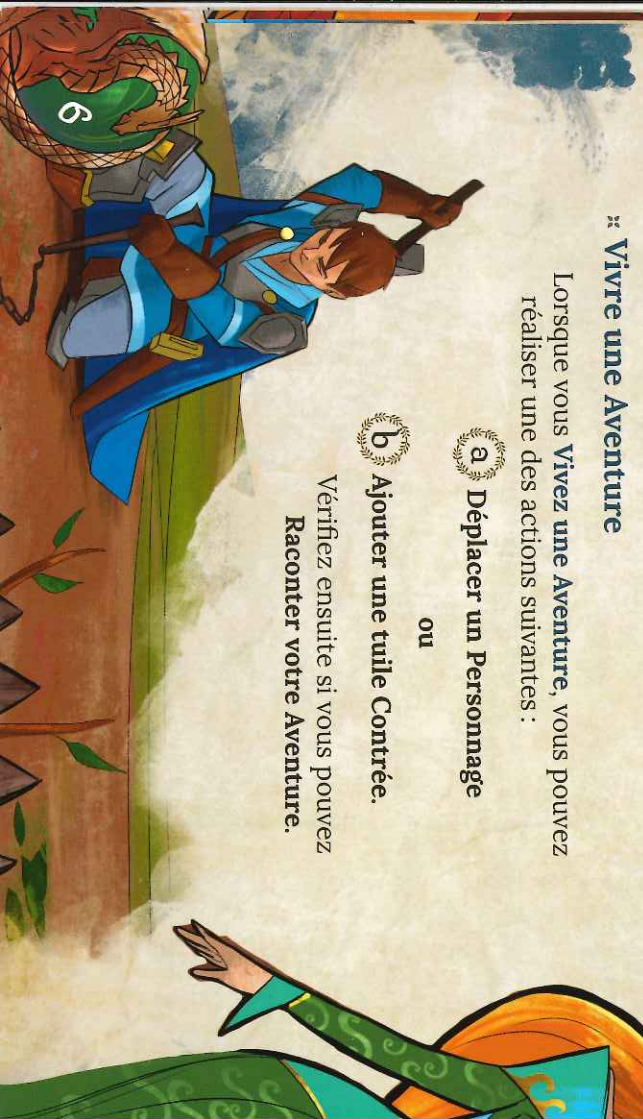 Vivre une Aventure
Lorsque vous Vivez une Aventure, vous pouvez
réaliser une des actions suivantes :
a Déplacer un Personnage
ou
b Ajouter une tuile Contrée.
Vérifiez ensuite si vous pouvez
Raconter votre Aventure.
6